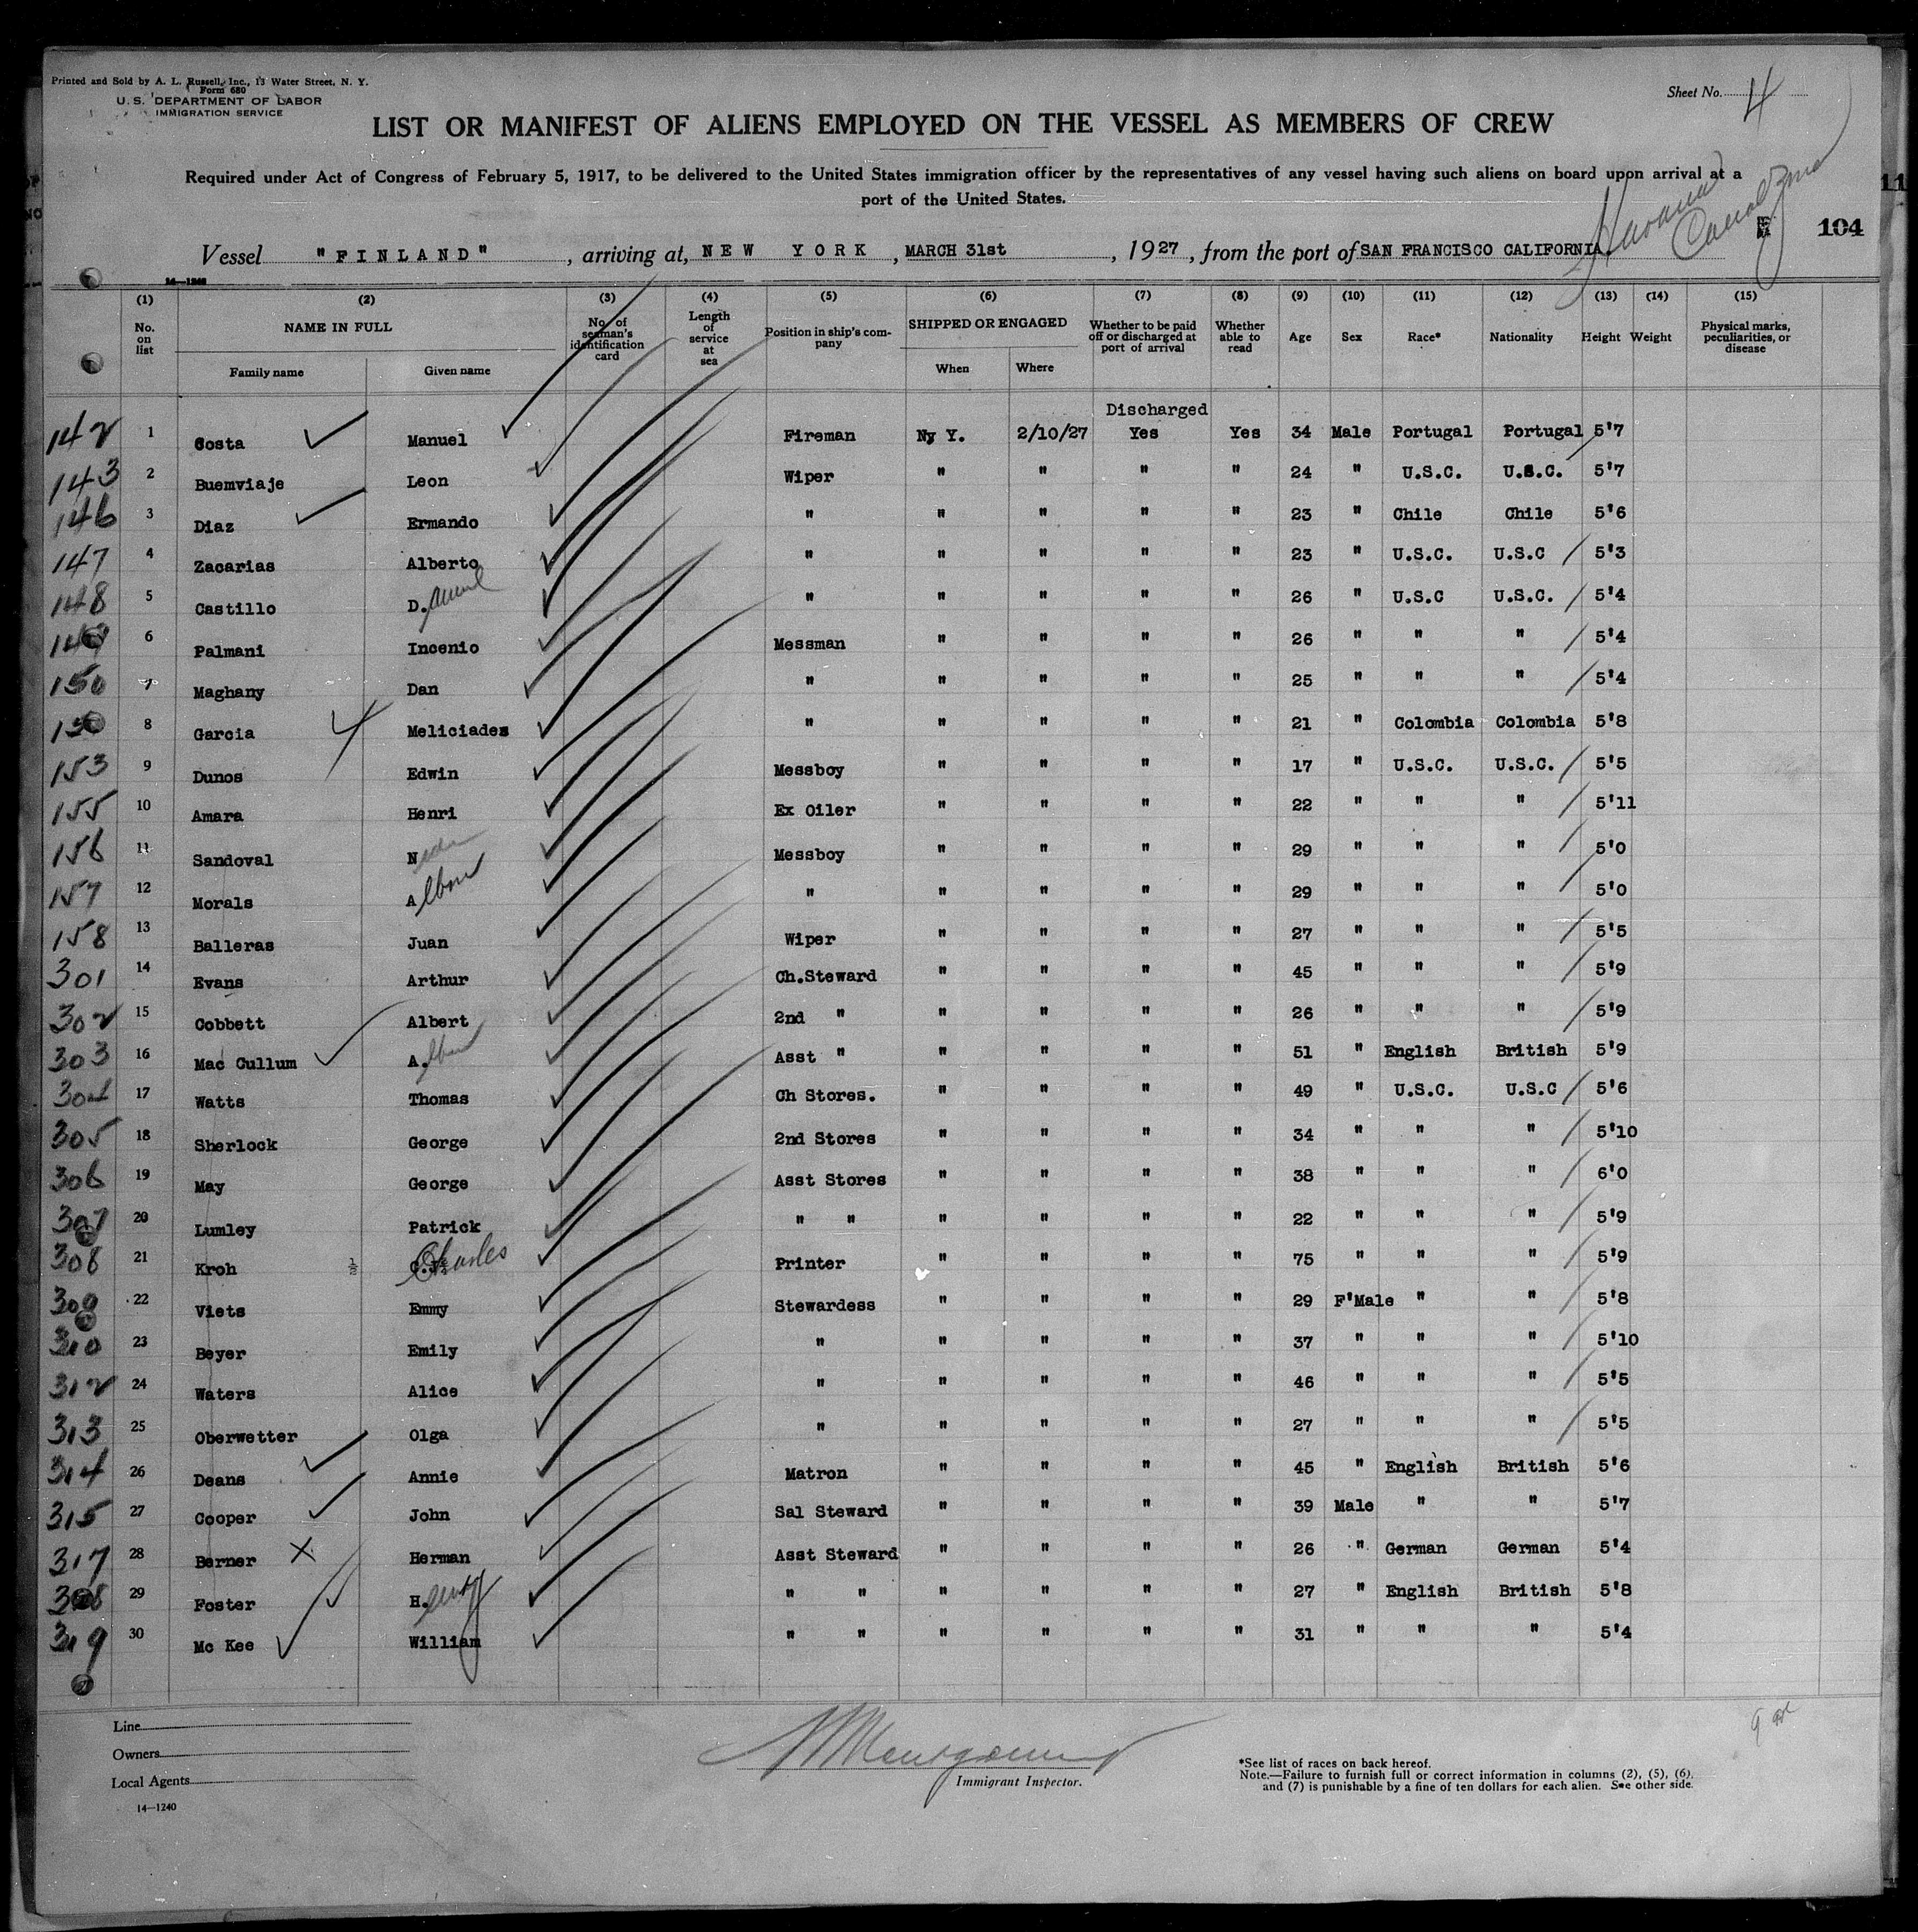 Printed and Sold by A. L. Russell, Inc., 13 Water Street, N. Y.
Form 680
U. S. DEPARTMENT OF LABOR
IMMIGRATION SERVICE
Sheet No. 4
LIST OR MANIFEST OF ALIENS EMPLOYED ON THE VESSEL AS MEMBERS OF CREW
Required under Act of Congress of February 5, 1917, to be delivered to the United States immigration officer by the representatives of any vessel having such aliens on board upon arrival at a
port of the United States.
Havana
Canal Zone
104
Vessel "FINLAND", arriving at, NEW YORK, MARCH 31st, 1927, from the port of SAN FRANCISCO CALIFORNIA.
14—1240
(1) (2) (3) (4) (5) (6) (7) (8) (9) (10) (11) (12) (13) (14) (15)
No. on list NAME IN FULL Family name Given name No. of seaman's identification card Length of service at sea Position in ship's company SHIPPED OR ENGAGED When Where Whether to be paid off or discharged at port of arrival Whether able to read Age Sex Race* Nationality Height Weight Physical marks, peculiarities, or disease
Discharged
142 1 Costa Manuel Fireman Ny Y. 2/10/27 Yes Yes 34 Male Portugal Portugal 5'7
143 2 Buemviaje Leon Wiper " " " " 24 " U.S.C. U.S.C. 5'7
146 3 Diaz Ermando " " " " " 23 " Chile Chile 5'6
147 4 Zacarias Alberto " " " " " 23 " U.S.C. U.S.C 5'3
148 5 Castillo D. " " " " " 26 " U.S.C U.S.C. 5'4
149 6 Palmani Incenio Messman " " " " 26 " " " 5'4
150 7 Maghany Dan " " " " " 25 " " " 5'4
8 Garcia Meliciades " " " " " 21 " Colombia Colombia 5'8
153 9 Dunos Edwin Messboy " " " " 17 " U.S.C. U.S.C. 5'5
155 10 Amara Henri Ex Oiler " " " " 22 " " " 5'11
156 11 Sandoval N Messboy " " " " 29 " " " 5'0
157 12 Morals A " " " " " 29 " " " 5'0
158 13 Balleras Juan Wiper " " " " 27 " " " 5'5
301 14 Evans Arthur Ch.Steward " " " " 45 " " " 5'9
302 15 Cobbett Albert 2nd " " " " " 26 " " " 5'9
303 16 Mac Cullum A. Asst " " " " " 51 " English British 5'9
304 17 Watts Thomas Ch Stores. " " " " 49 " U.S.C. U.S.C 5'6
305 18 Sherlock George 2nd Stores " " " " 34 " " " 5'10
306 19 May George Asst Stores " " " " 38 " " " 6'0
307 20 Lumley Patrick " " " " " " 22 " " " 5'9
308 21 Kroh Charles Printer " " " " 75 " " " 5'9
309 22 Viets Emmy Stewardess " " " " 29 F'Male " " 5'8
310 23 Beyer Emily " " " " " 37 " " " 5'10
312 24 Waters Alice " " " " " 46 " " " 5'5
313 25 Oberwetter Olga " " " " " 27 " " " 5'5
314 26 Deans Annie Matron " " " " 45 " English British 5'6
315 27 Cooper John Sal Steward " " " " 39 Male " " 5'7
317 28 Berner Herman Asst Steward " " " " 26 " German German 5'4
318 29 Foster H. " " " " " " 27 " English British 5'8
319 30 Mc Kee William " " " " " " 31 " " " 5'4
Line
Owners
Local Agents
14—1240
Montgomery
Immigrant Inspector.
*See list of races on back hereof.
Note.—Failure to furnish full or correct information in columns (2), (5), (6), and (7) is punishable by a fine of ten dollars for each alien. See other side.